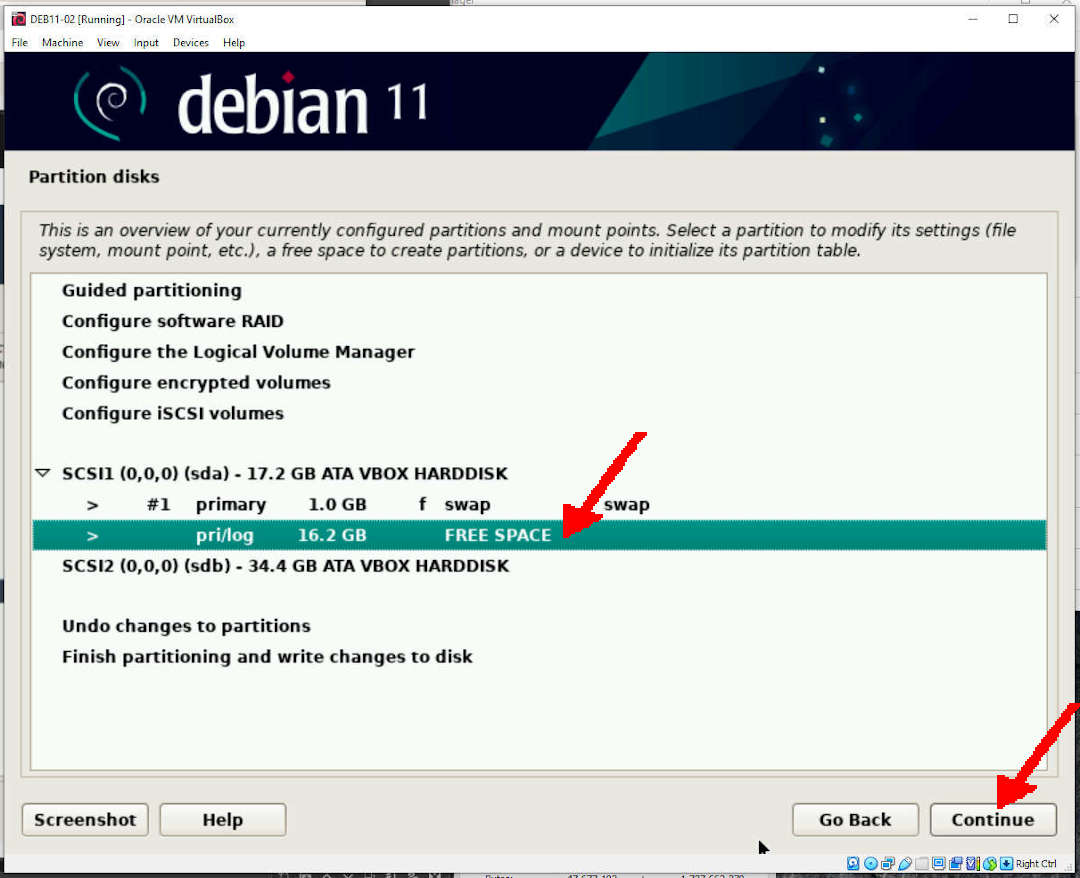 DEB11-02 [Running] - Oracle VM VirtualBox
File Machine View Input Devices Help
debian 11
Partition disks
This is an overview of your currently configured partitions and mount points. Select a partition to modify its settings (file
system, mount point, etc.), a free space to create partitions, or a device to initialize its partition table.
Guided partitioning
Configure software RAID
Configure the Logical Volume Manager
Configure encrypted volumes
Configure iSCSI volumes
SCSI1 (0,0,0) (sda) - 17.2 GB ATA VBOX HARDDISK
> #1 primary 1.0 GB f swap swap
> pri/log 16.2 GB FREE SPACE
SCSI2 (0,0,0) (sdb) - 34.4 GB ATA VBOX HARDDISK
Undo changes to partitions
Finish partitioning and write changes to disk
Screenshot Help Go Back Continue
Right Ctrl